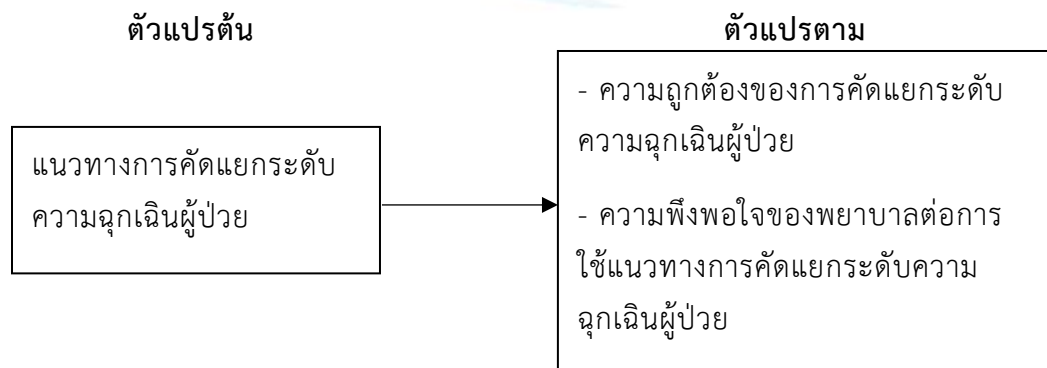 ตัวแปรต้น
ตัวแปรตาม
แนวทางการคัดแยกระดับ
ความฉุกเฉินผู้ป่วย
- ความถูกต้องของการคัดแยกระดับ
ความฉุกเฉินผู้ป่วย
- ความพึงพอใจของพยาบาลต่อการ
ใช้แนวทางการคัดแยกระดับความ
ฉุกเฉินผู้ป่วย